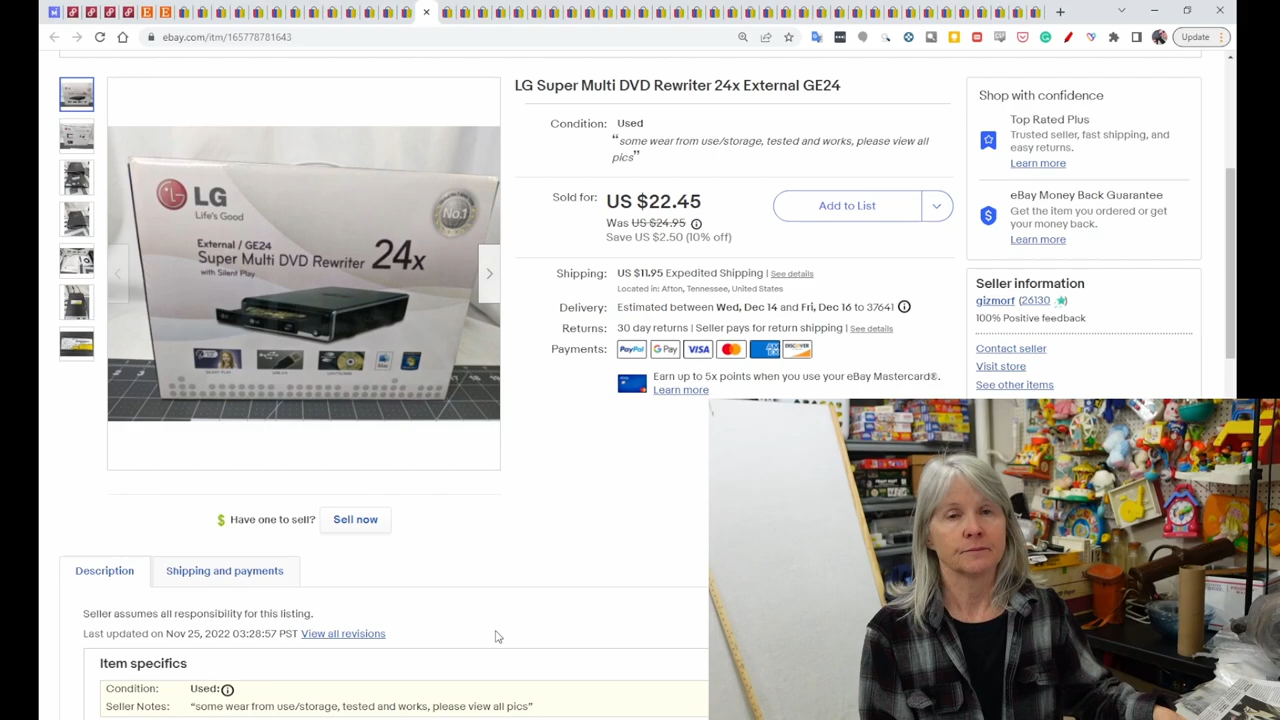 ebay.com/itm/165778781643
Update
LG Super Multi DVD Rewriter 24x External GE24
Condition:
Used
“some wear from use/storage, tested and works, please view all
pics”
Sold for:
US $22.45
Was US $24.95
Save US $2.50 (10% off)
Add to List
Shipping:
US $11.95 Expedited Shipping | See details
Located in: Afton, Tennessee, United States
Delivery:
Estimated between Wed, Dec 14 and Fri, Dec 16 to 37641
Returns:
30 day returns | Seller pays for return shipping | See details
Payments:
PayPal
G Pay
VISA
DISCOVER
Earn up to 5x points when you use your eBay Mastercard®.
Learn more
Shop with confidence
Top Rated Plus
Trusted seller, fast shipping, and
easy returns.
Learn more
eBay Money Back Guarantee
Get the item you ordered or get
your money back.
Learn more
Seller information
gizmorf (26130)
100% Positive feedback
Contact seller
Visit store
See other items
LG
Life's Good
No.1
External / GE24
Super Multi DVD Rewriter 24x
with Silent Play
Have one to sell?
Sell now
Description
Shipping and payments
Seller assumes all responsibility for this listing.
Last updated on Nov 25, 2022 03:28:57 PST View all revisions
Item specifics
Condition:
Used:
Seller Notes:
“some wear from use/storage, tested and works, please view all pics”